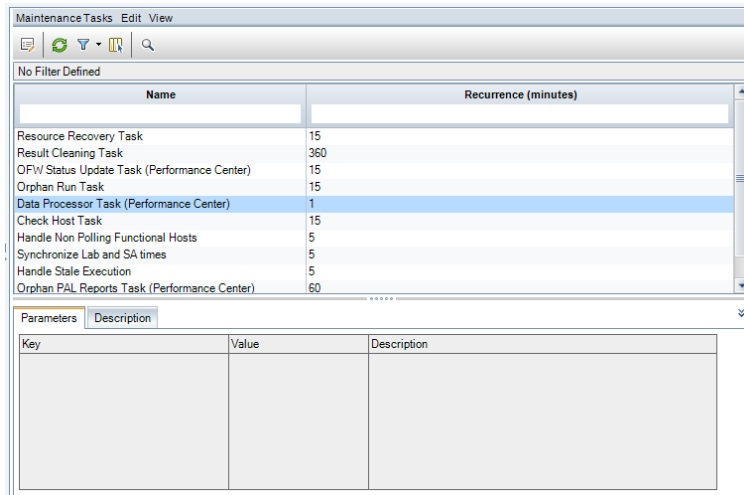 Maintenance Tasks Edit View
No Filter Defined
Name Recurrence (minutes)
Resource Recovery Task 15
Result Cleaning Task 360
OFW Status Update Task (Performance Center) 15
Orphan Run Task 15
Data Processor Task (Performance Center) 1
Check Host Task 15
Handle Non Polling Functional Hosts 5
Synchronize Lab and SA times 5
Handle Stale Execution 5
Orphan PAL Reports Task (Performance Center) 60
Parameters Description
Key Value Description